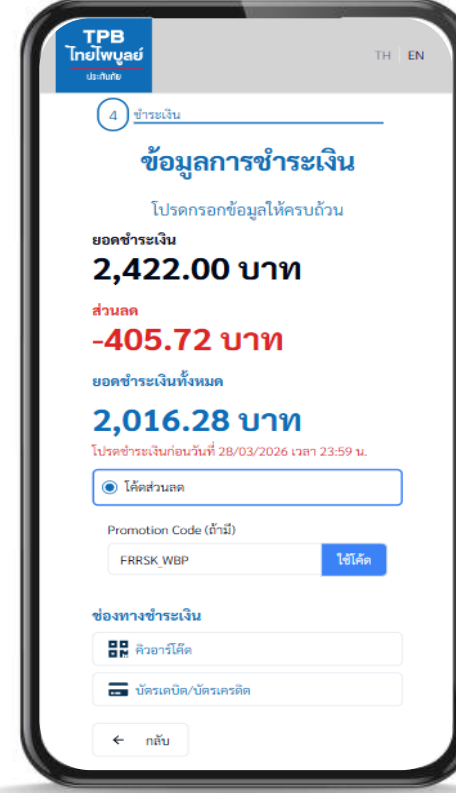 TPB
ไทยไพบูลย์
ประกันภัย
TH EN
4 ชำระเงิน
ข้อมูลการชำระเงิน
โปรดกรอกข้อมูลให้ครบถ้วน
ยอดชำระเงิน
2,422.00 บาท
ส่วนลด
-405.72 บาท
ยอดชำระเงินทั้งหมด
2,016.28 บาท
โปรดชำระเงินก่อนวันที่ 28/03/2026 เวลา 23:59 น.
โค้ดส่วนลด
Promotion Code (ถ้ามี)
FRRSK_WBP ใช้โค้ด
ช่องทางชำระเงิน
คิวอาร์โค๊ด
บัตรเดบิต/บัตรเครดิต
← กลับ